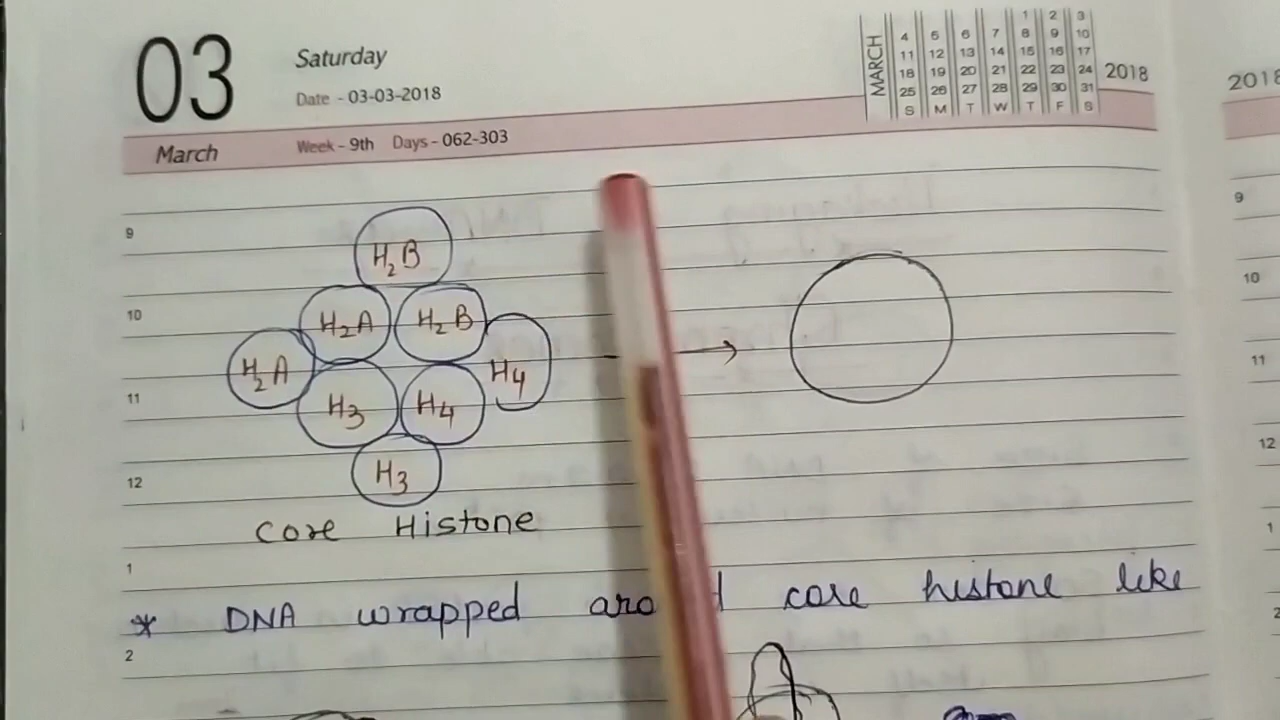 03
Saturday
Date - 03-03-2018
March
Week - 9th Days - 062-303
MARCH
1 2 3
4 5 6 7 8 9 10
11 12 13 14 15 16 17
18 19 20 21 22 23 24
25 26 27 28 29 30 31
S M T W T F S
2018
2018
9
H₂B
10
H₂A H₂B
H₂A H₄
11
H₃ H₄
12
H₃
Core Histone
1
* DNA wrapped aro d core histone like
2
9
10
11
12
1
2